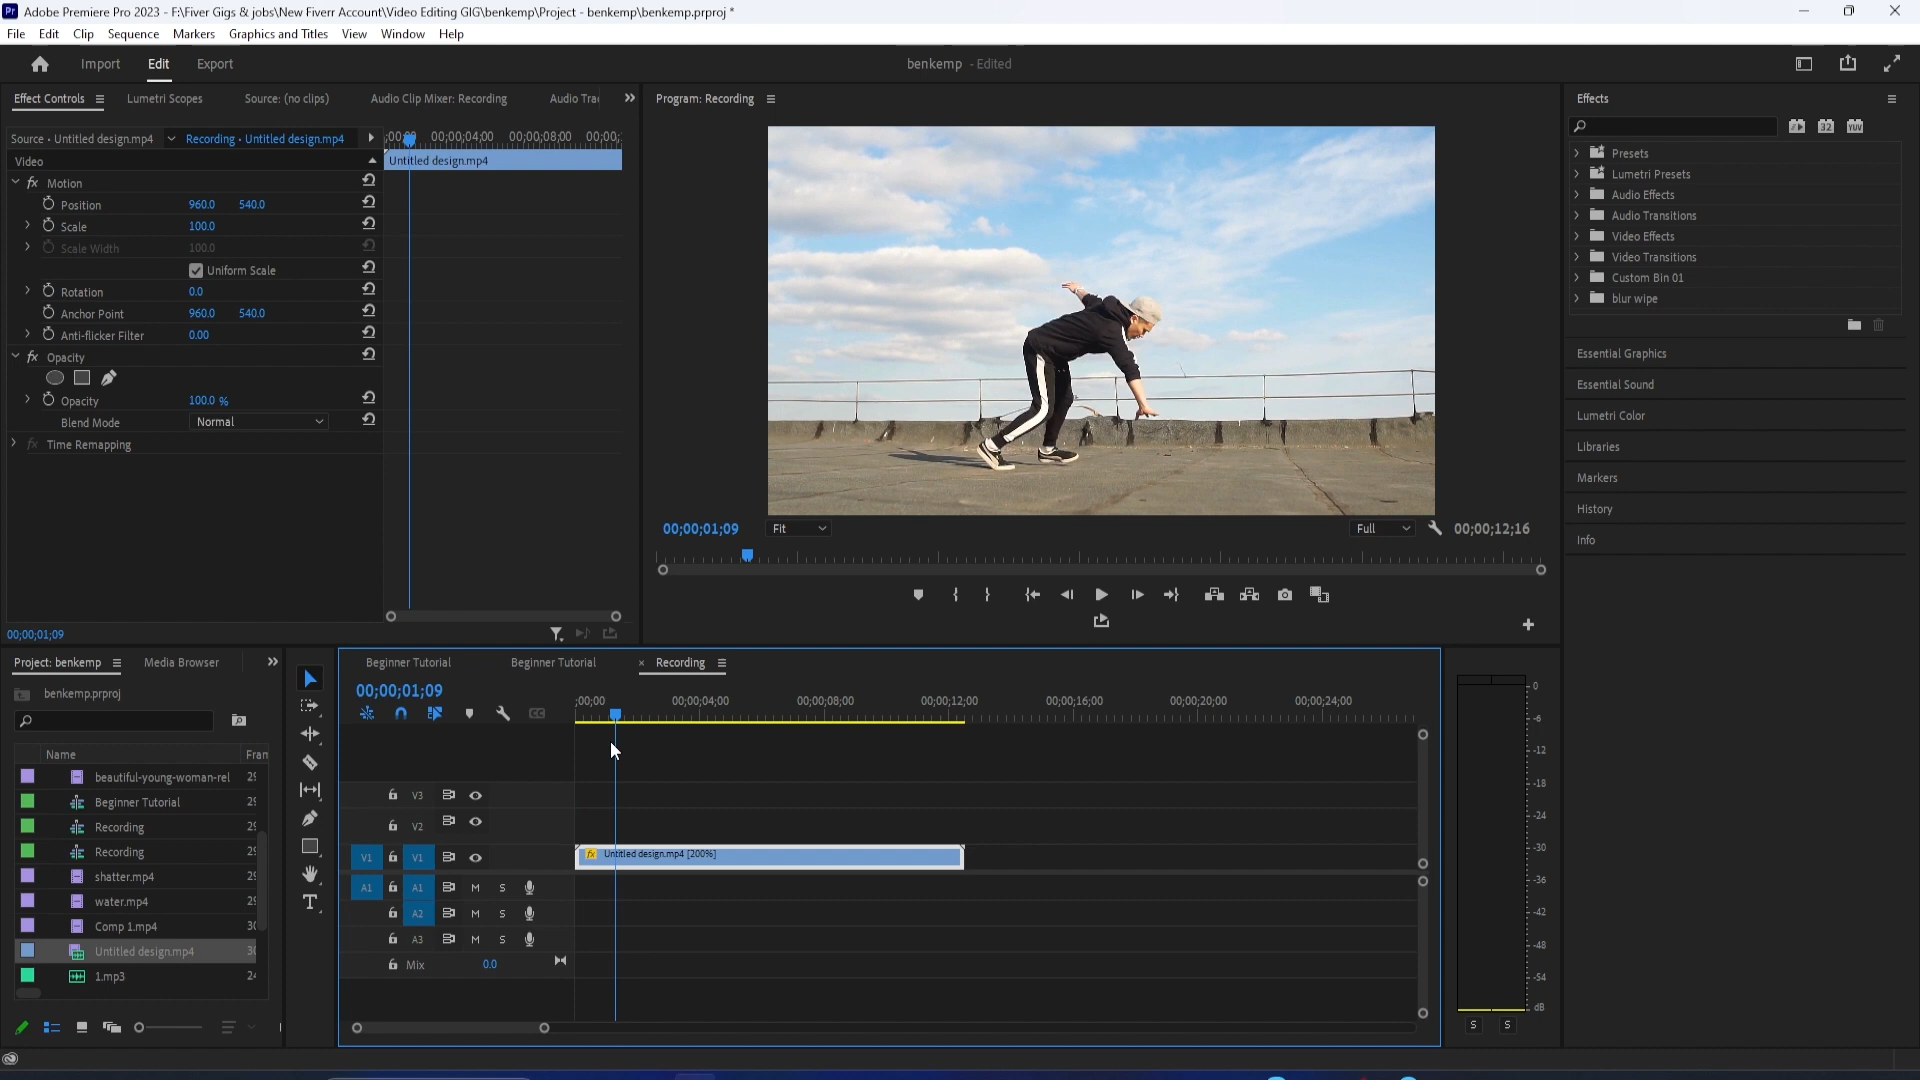 Adobe Premiere Pro 2023 - F:\Fiver Gigs & jobs\New Fiverr Account\Video Editing GIG\benkemp\Project - benkemp\benkemp.prproj *
File Edit Clip Sequence Markers Graphics and Titles View Window Help
Import Edit Export
benkemp - Edited
Effect Controls Lumetri Scopes Source: (no clips) Audio Clip Mixer: Recording Audio Tra
Source · Untitled design.mp4 Recording · Untitled design.mp4
;00;00 00;00;04;00 00;00;08;00 00;00;
Video
Untitled design.mp4
fx Motion
Position 960.0 540.0
Scale 100.0
Scale Width 100.0
Uniform Scale
Rotation 0.0
Anchor Point 960.0 540.0
Anti-flicker Filter 0.00
fx Opacity
Opacity 100.0 %
Blend Mode Normal
fx Time Remapping
00;00;01;09
Program: Recording
00;00;01;09 Fit Full 00;00;12;16
Effects
32 YUV
Presets
Lumetri Presets
Audio Effects
Audio Transitions
Video Effects
Video Transitions
Custom Bin 01
blur wipe
Essential Graphics
Essential Sound
Lumetri Color
Libraries
Markers
History
Info
Project: benkemp Media Browser
benkemp.prproj
Name Fran
beautiful-young-woman-rel 29
Beginner Tutorial 29
Recording 29
Recording 29
shatter.mp4 29
water.mp4 29
Comp 1.mp4 30
Untitled design.mp4 30
1.mp3 24
Beginner Tutorial Beginner Tutorial × Recording
00;00;01;09
;00;00 00;00;04;00 00;00;08;00 00;00;12;00 00;00;16;00 00;00;20;00 00;00;24;00
CC
V3
V2
V1 V1
fx Untitled design.mp4 [200%]
A1 A1 M S
A2 M S
A3 M S
Mix 0.0
0
-6
-12
-18
-24
-30
-36
-42
-48
-54
dB
S S